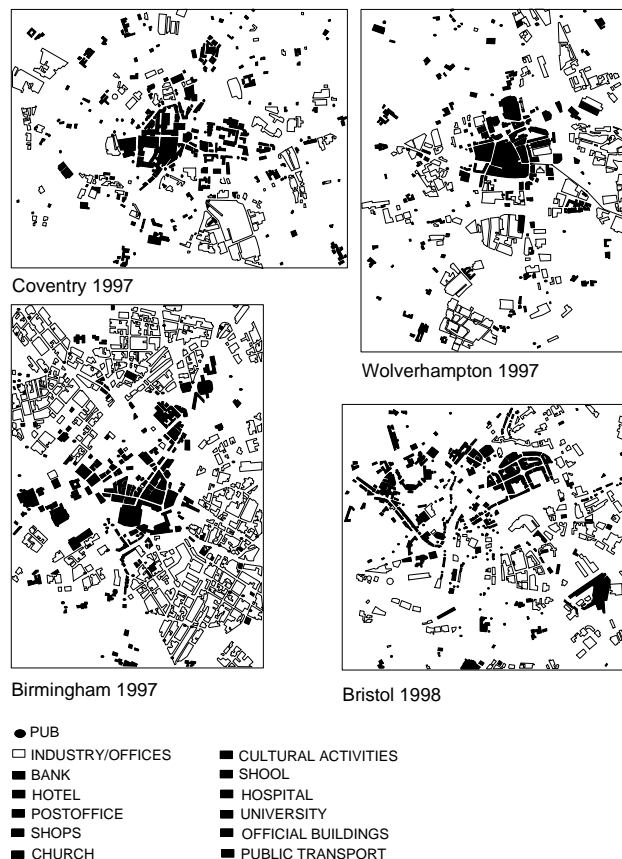 Coventry 1997
Wolverhampton 1997
Birmingham 1997
Bristol 1998
PUB
INDUSTRY/OFFICES
BANK
HOTEL
POSTOFFICE
SHOPS
CHURCH
CULTURAL ACTIVITIES
SHOOL
HOSPITAL
UNIVERSITY
OFFICIAL BUILDINGS
PUBLIC TRANSPORT